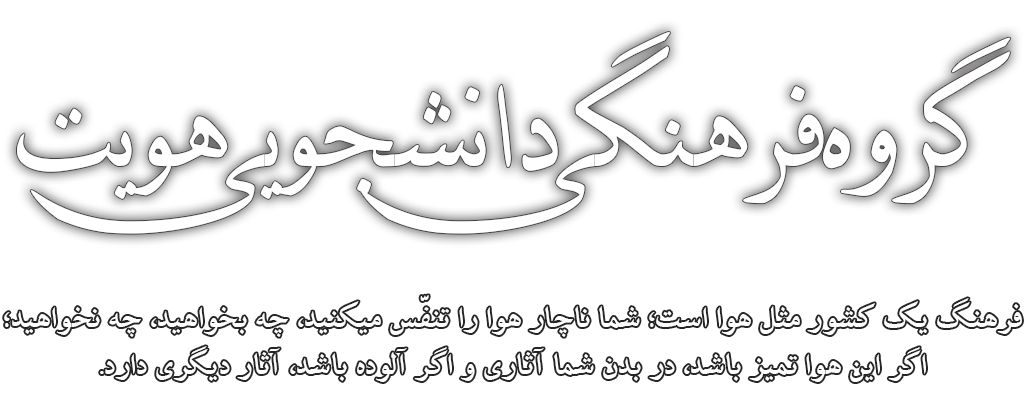 گروه فرهنگی دانشجویی هویت
فرهنگ یک کشور مثل هوا است؛ شما ناچار هوا را تنفّس میکنید، چه بخواهید، چه نخواهید؛
اگر این هوا تمیز باشد، در بدن شما آثاری و اگر آلوده باشد، آثار دیگری دارد.